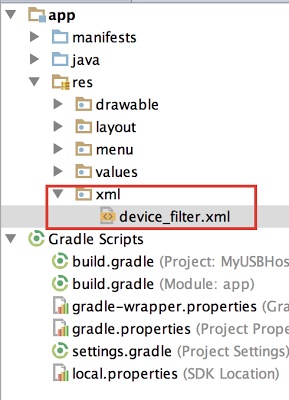 app
manifests
java
res
drawable
layout
menu
values
xml
device_filter.xml
Gradle Scripts
build.gradle (Project: MyUSBHos
build.gradle (Module: app)
gradle-wrapper.properties (Gra
gradle.properties (Project Prope
settings.gradle (Project Settings)
local.properties (SDK Location)